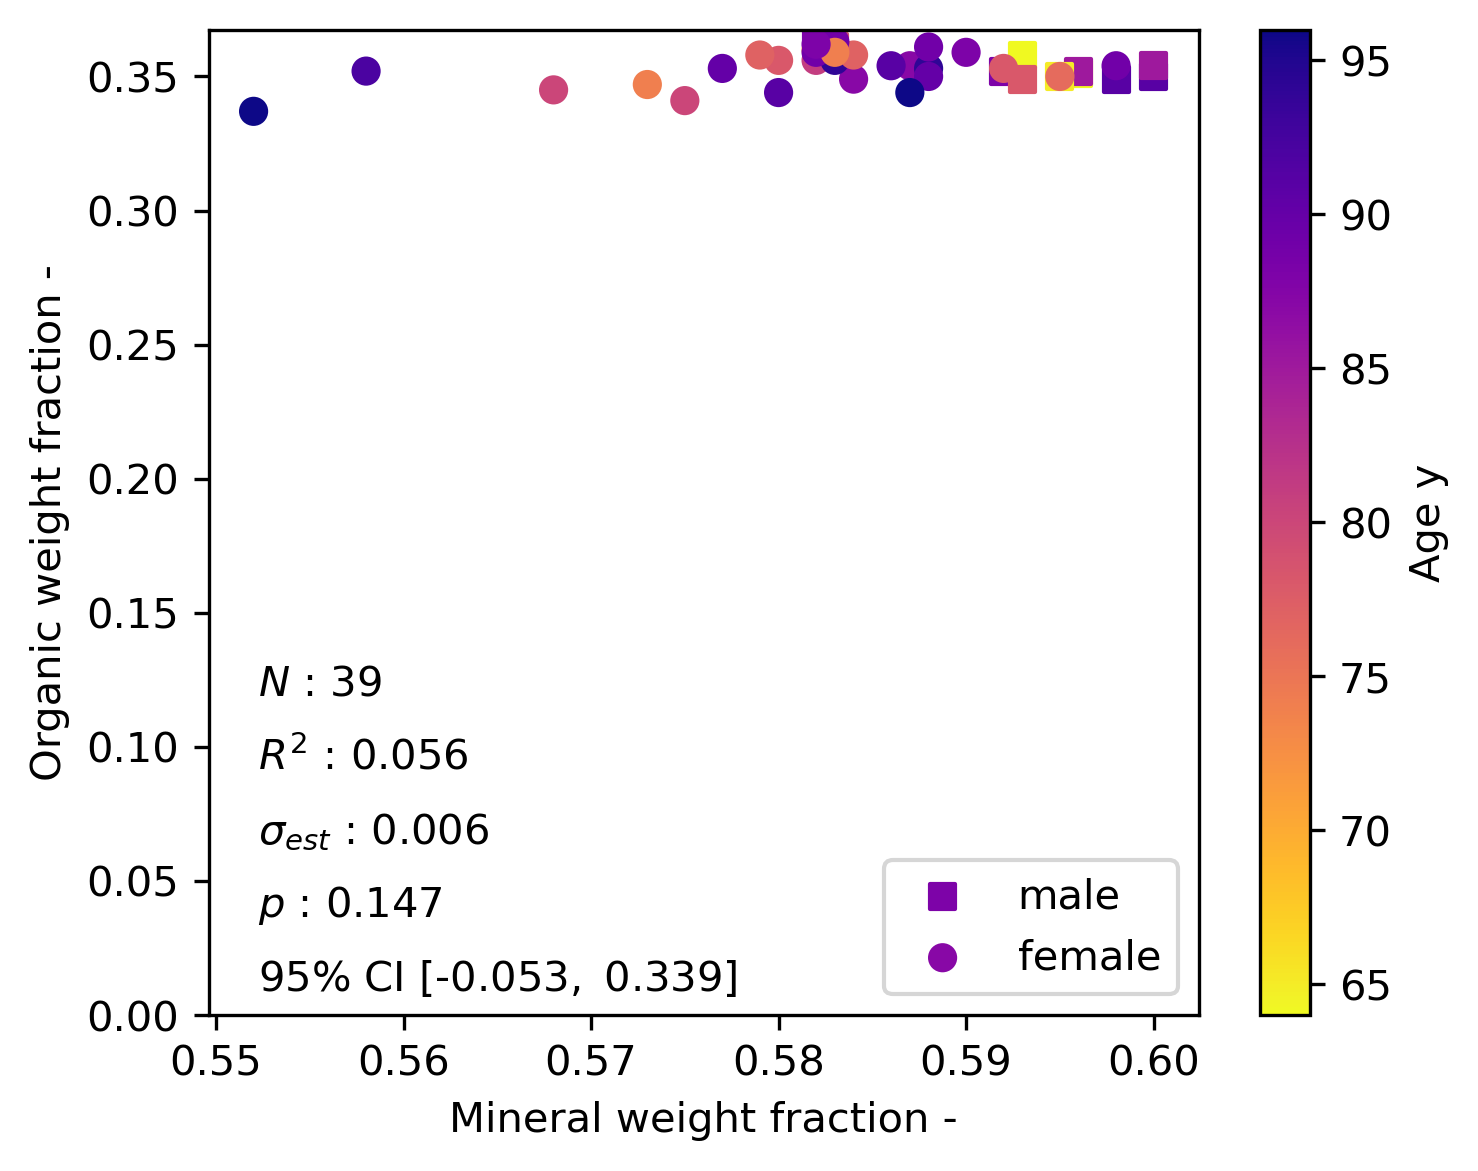 0.35
0.30
0.25
0.20
0.15
0.10
0.05
0.00
Organic weight fraction -
N : 39
R² : 0.056
σest : 0.006
p : 0.147
95% CI [-0.053, 0.339]
male
female
0.55 0.56 0.57 0.58 0.59 0.60
Mineral weight fraction -
95
90
85
80
75
70
65
Age y